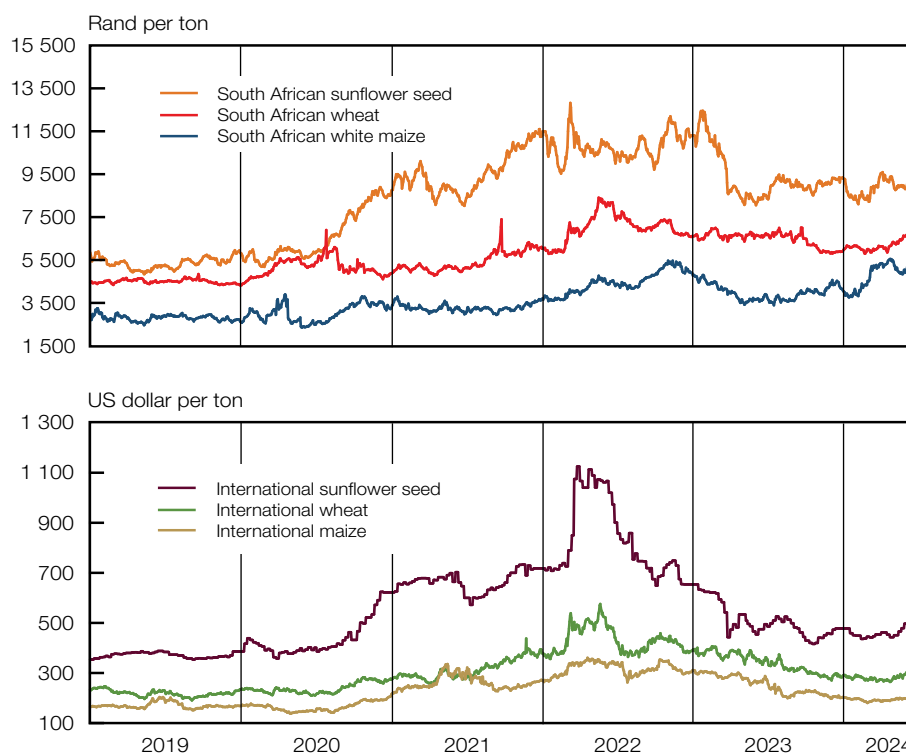 Rand per ton
15 500
13 500
11 500
9 500
7 500
5 500
3 500
1 500
South African sunflower seed
South African wheat
South African white maize
US dollar per ton
1 300
1 100
900
700
500
300
100
International sunflower seed
International wheat
International maize
2019 2020 2021 2022 2023 2024